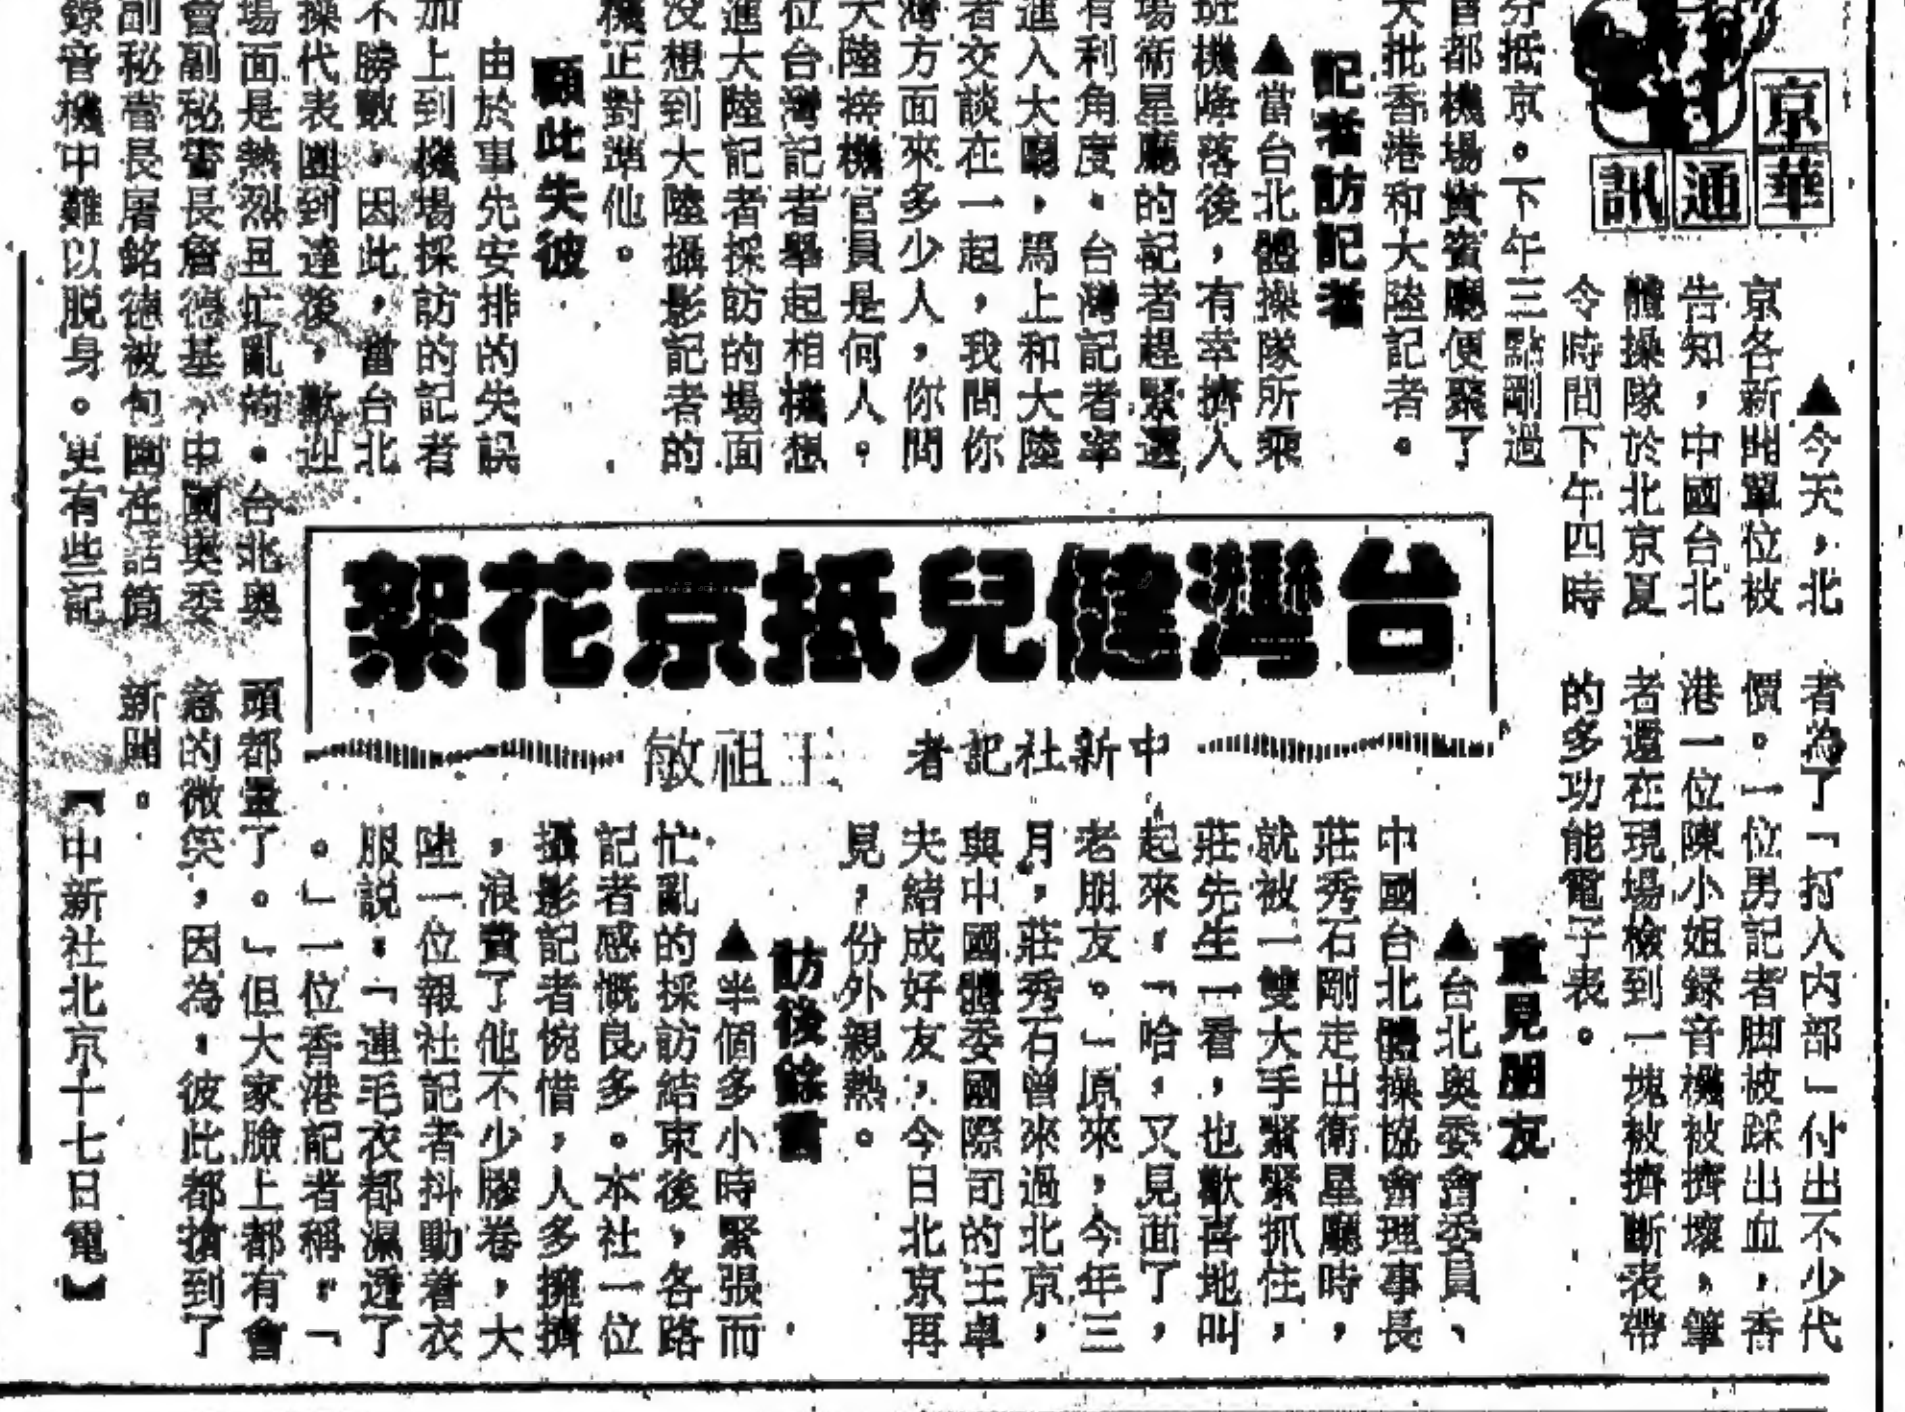 京華通訊
台灣健兒抵京花絮
中新社記者 王祖敏
▲今天，北
京各新聞單位被
告知，中國台北
體操隊於北京夏
令時間下午四時
分抵京。下午三點剛過
首都機場貴賓廳便聚了
大批香港和大陸記者。
記者訪記者
▲當台北體操隊所乘
班機降落後，有幸擠入
場衛星廳的記者趕緊選
有利角度。台灣記者率
進入大廳，馬上和大陸
者交談在一起，我問你
灣方面來多少人，你問
大陸接機官員是何人。
位台灣記者舉起相機想
進大陸記者採訪的場面
没想到大陸攝影記者的
機正對準他。
顧此失彼
由於事先安排的失誤
加上到機場採訪的記者
不勝數，因此，當台北
操代表團到達後，歡迎
場面是熱烈且忙亂的。台北奧
會副秘書長詹德基、中國奧委
副秘書長屠銘德被包圍在話筒
錄音機中難以脱身。更有些記
者為了「打入内部」付出不少代
價。一位男記者脚被踩出血，香
港一位陳小姐録音機被擠壞，筆
者還在現場檢到一塊被擠斷表帶
的多功能電子表。
重見朋友
▲台北奥委會委員、
中國台北體操協會理事長
莊秀石剛走出衛星廳時，
就被一雙大手緊緊抓住，
莊先生一看，也歡喜地叫
起來：「哈，又見面了，
老朋友。」原來，今年三
月，莊秀石曾來過北京，
與中國體委國際司的王卓
夫結成好友，今日北京再
見，份外親熱。
訪後餘言
▲半個多小時緊張而
忙亂的採訪結束後，各路
記者感慨良多。本社一位
攝影記者惋惜，人多擁擠
，浪費了他不少膠卷，大
陸一位報社記者抖動着衣
服説：「連毛衣都濕透了
。」一位香港記者稱：「
頭都暈了。」但大家臉上都有會
意的微笑，因為，彼此都搶到了
新聞。
【中新社北京十七日電】